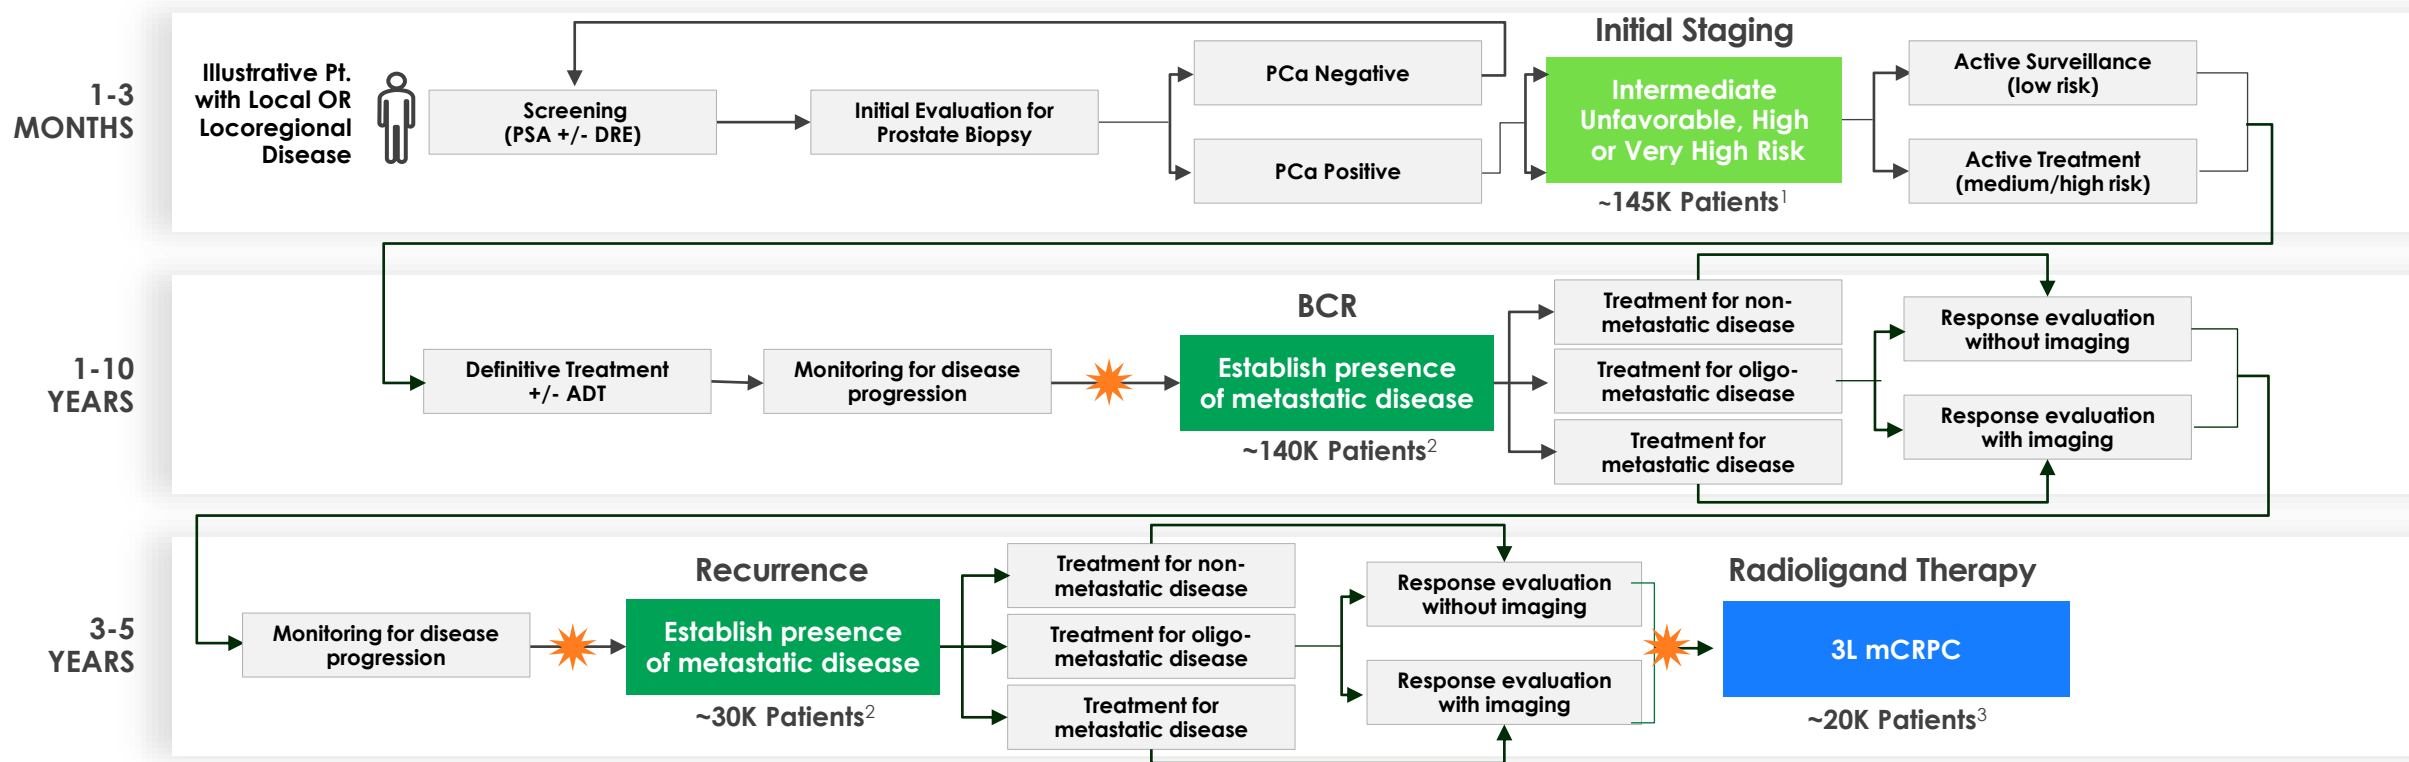 1-3
MONTHS
Illustrative Pt.
with Local OR
Locoregional
Disease
Screening
(PSA +/- DRE)
Initial Evaluation for
Prostate Biopsy
PCa Negative
PCa Positive
Initial Staging
Intermediate
Unfavorable, High
or Very High Risk
~145K Patients¹
Active Surveillance
(low risk)
Active Treatment
(medium/high risk)
1-10
YEARS
Definitive Treatment
+/- ADT
Monitoring for disease
progression
BCR
Establish presence
of metastatic disease
~140K Patients²
Treatment for non-
metastatic disease
Treatment for oligo-
metastatic disease
Treatment for
metastatic disease
Response evaluation
without imaging
Response evaluation
with imaging
3-5
YEARS
Monitoring for disease
progression
Recurrence
Establish presence
of metastatic disease
~30K Patients²
Treatment for non-
metastatic disease
Treatment for oligo-
metastatic disease
Treatment for
metastatic disease
Response evaluation
without imaging
Response evaluation
with imaging
Radioligand Therapy
3L mCRPC
~20K Patients³